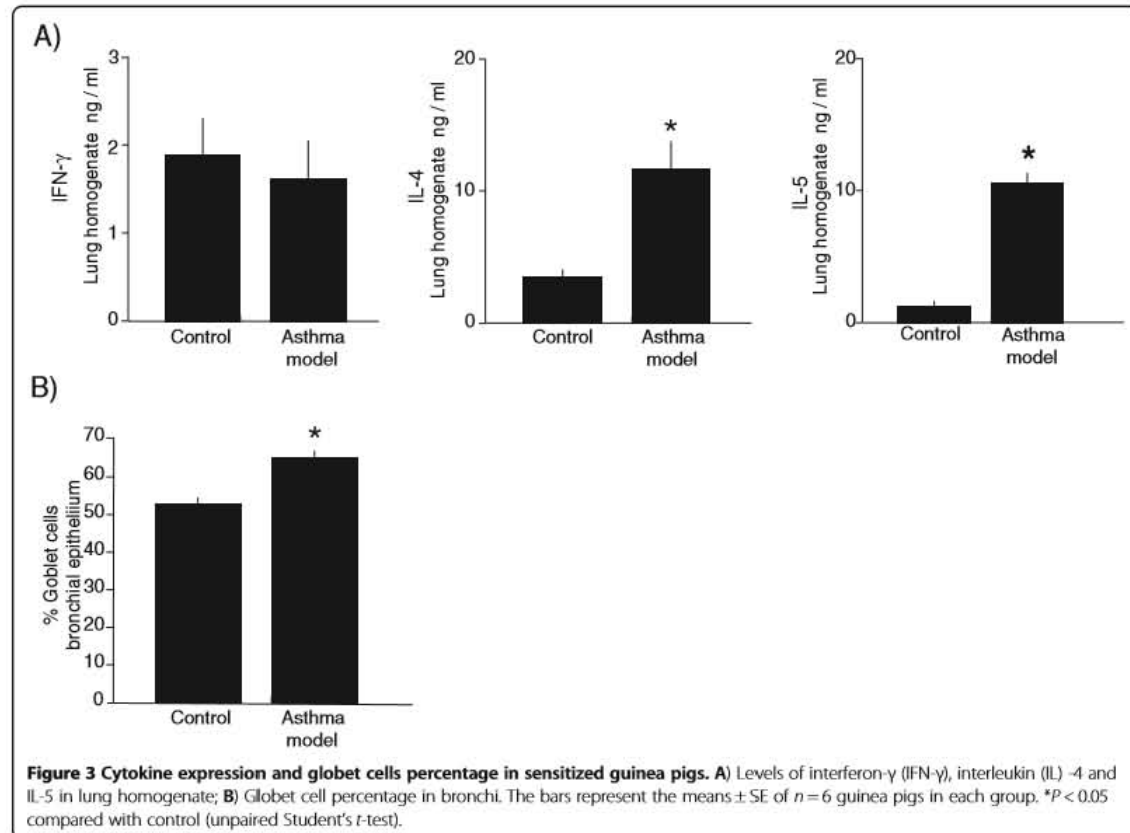 A)
IFN-γ
Lung homogenate ng / ml
3
2
1
0
Control
Asthma
model
IL-4
Lung homogenate ng / ml
20
10
0
*
Control
Asthma
model
IL-5
Lung homogenate ng / ml
20
10
0
*
Control
Asthma
model
B)
% Goblet cells
bronchial epitheliium
70
60
50
40
30
20
10
0
*
Control
Asthma
model
Figure 3 Cytokine expression and globet cells percentage in sensitized guinea pigs. A) Levels of interferon-γ (IFN-γ), interleukin (IL) -4 and
IL-5 in lung homogenate; B) Globet cell percentage in bronchi. The bars represent the means ± SE of n = 6 guinea pigs in each group. *P < 0.05
compared with control (unpaired Student's t-test).